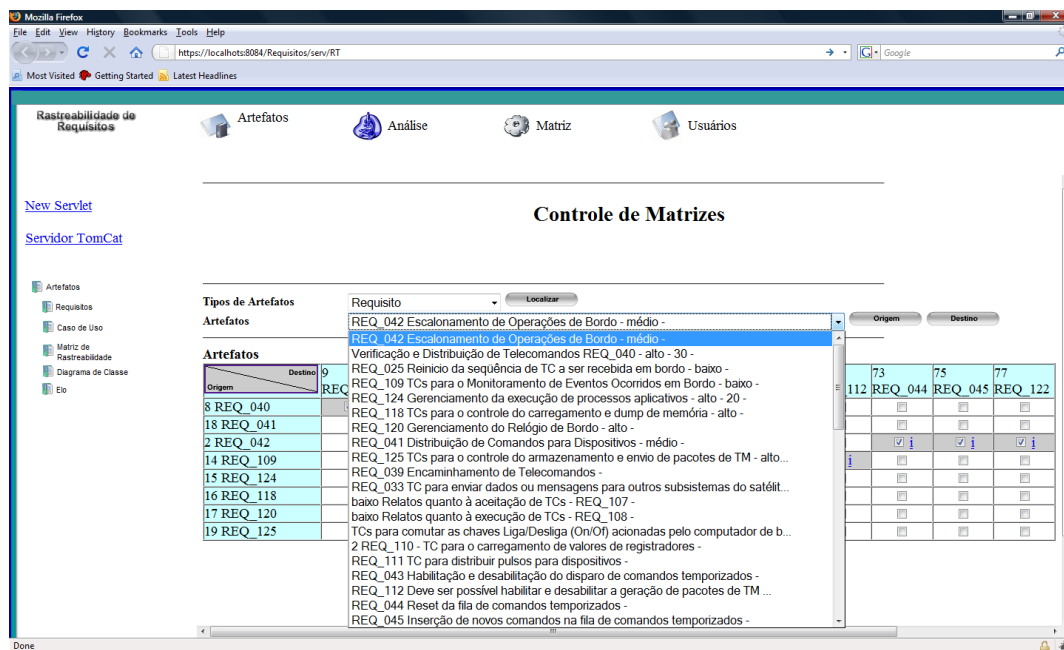 Mozilla Firefox
File Edit View History Bookmarks Tools Help
https://localhots:8084/Requisitos/serv/RT
Google
Most Visited Getting Started Latest Headlines
Rastreabilidade de
Requisitos
Artefatos Análise Matriz Usuários
New Servlet
Controle de Matrizes
Servidor TomCat
Artefatos
Requisitos
Caso de Uso
Matriz de
Rastreabilidade
Diagrama de Classe
Elo
Tipos de Artefatos Requisito Localizar
Artefatos REQ_042 Escalonamento de Operações de Bordo - médio - Origem Destino
REQ_042 Escalonamento de Operações de Bordo - médio -
Verificação e Distribuição de Telecomandos REQ_040 - alto - 30 -
REQ_025 Reinicio da seqüência de TC a ser recebida em bordo - baixo -
REQ_109 TCs para o Monitoramento de Eventos Ocorridos em Bordo - baixo -
REQ_124 Gerenciamento da execução de processos aplicativos - alto - 20 -
REQ_118 TCs para o controle do carregamento e dump de memória - alto -
REQ_120 Gerenciamento do Relógio de Bordo - alto -
REQ_041 Distribuição de Comandos para Dispositivos - médio -
REQ_125 TCs para o controle do armazenamento e envio de pacotes de TM - alto...
REQ_039 Encaminhamento de Telecomandos -
REQ_033 TC para enviar dados ou mensagens para outros subsistemas do satélit...
baixo Relatos quanto à aceitação de TCs - REQ_107 -
baixo Relatos quanto à execução de TCs - REQ_108 -
TCs para comutar as chaves Liga/Desliga (On/Of) acionadas pelo computador de b...
2 REQ_110 - TC para o carregamento de valores de registradores -
REQ_111 TC para distribuir pulsos para dispositivos -
REQ_043 Habilitação e desabilitação do disparo de comandos temporizados -
REQ_112 Deve ser possível habilitar e desabilitar a geração de pacotes de TM ...
REQ_044 Reset da fila de comandos temporizados -
REQ_045 Inserção de novos comandos na fila de comandos temporizados -
Artefatos
Destino 9 73 75 77
Origem REQ 112 REQ_044 REQ_045 REQ_122
8 REQ_040
18 REQ_041
2 REQ_042 i i i
14 REQ_109 i
15 REQ_124
16 REQ_118
17 REQ_120
19 REQ_125
Done